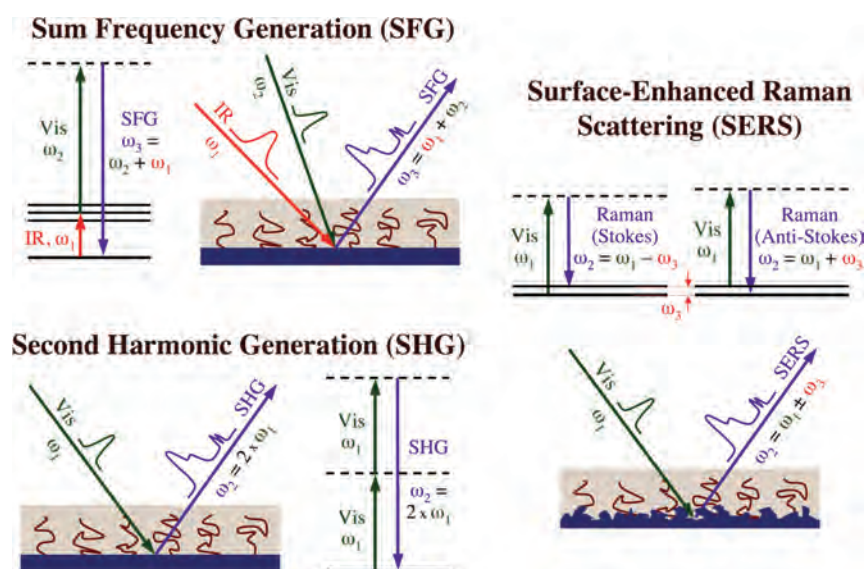 Sum Frequency Generation (SFG)
Vis
ω₂
SFG
ω₃ =
ω₂ + ω₁
IR, ω₁
IR
ω₁
Vis
ω₂
SFG
ω₃ = ω₁ + ω₂
Surface-Enhanced Raman
Scattering (SERS)
Vis
ω₁
Raman
(Stokes)
ω₂ = ω₁ − ω₃
Vis
ω₁
Raman
(Anti-Stokes)
ω₂ = ω₁ + ω₃
ω₃
Second Harmonic Generation (SHG)
Vis
ω₁
SHG
ω₂ = 2 x ω₁
Vis
ω₁
SHG
Vis
ω₁
ω₂ =
2 x ω₁
Vis
ω₁
SERS
ω₂ = ω₁ ± ω₃